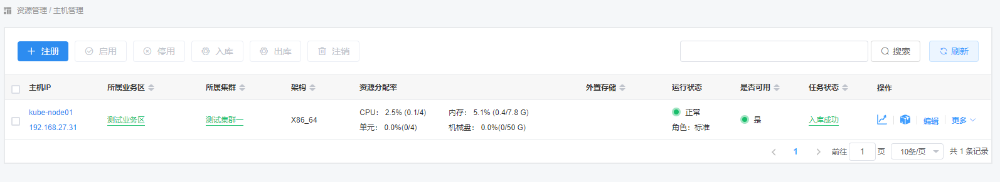 资源管理 / 主机管理
注册 启用 停用 入库 出库 注销 搜索 刷新
主机IP 所属业务区 所属集群 架构 资源分配率 外置存储 运行状态 是否可用 任务状态 操作
kube-node01 CPU： 2.5% (0.1/4) 内存： 5.1% (0.4/7.8 G) 正常
测试业务区 测试集群一 X86_64 是 入库成功 编辑 更多
192.168.27.31 单元： 0.0%(0/4) 机械盘： 0.0%(0/50 G) 角色：标准
1 前往 1 页 10条/页 共 1 条记录